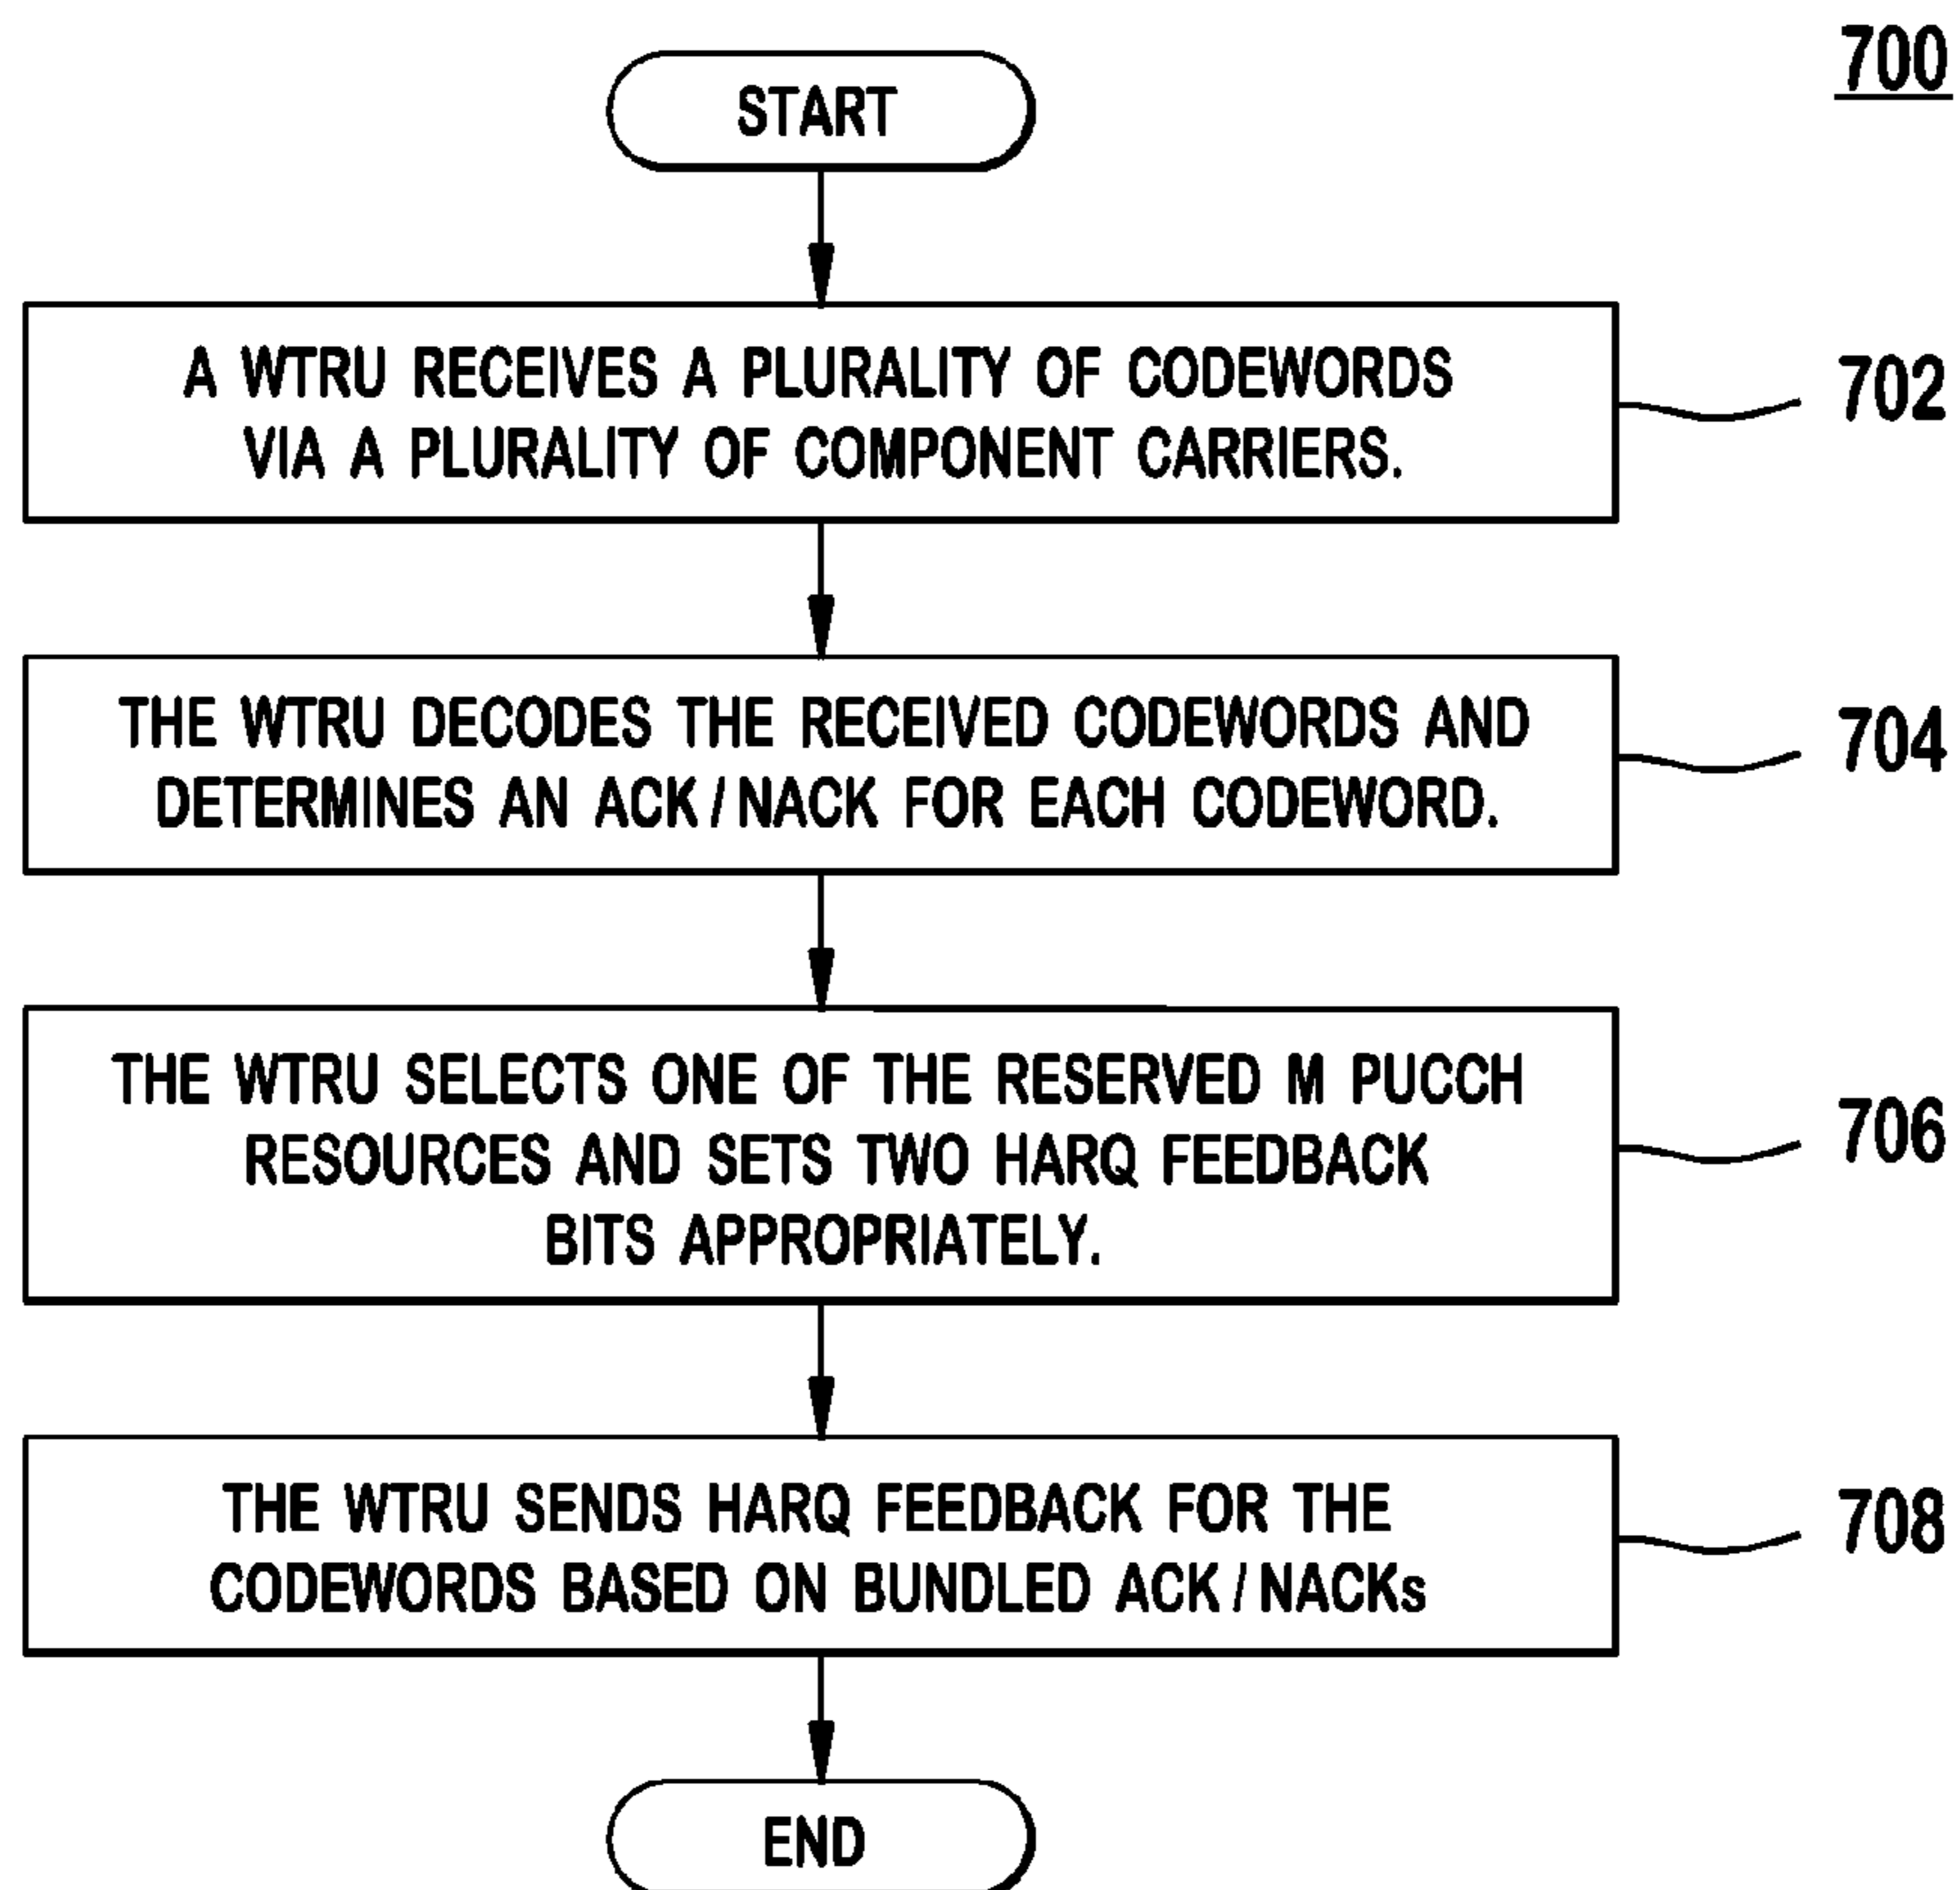 700
START
A WTRU RECEIVES A PLURALITY OF CODEWORDS
VIA A PLURALITY OF COMPONENT CARRIERS.
702
THE WTRU DECODES THE RECEIVED CODEWORDS AND
DETERMINES AN ACK/NACK FOR EACH CODEWORD.
704
THE WTRU SELECTS ONE OF THE RESERVED M PUCCH
RESOURCES AND SETS TWO HARQ FEEDBACK
BITS APPROPRIATELY.
706
THE WTRU SENDS HARQ FEEDBACK FOR THE
CODEWORDS BASED ON BUNDLED ACK/NACKs
708
END